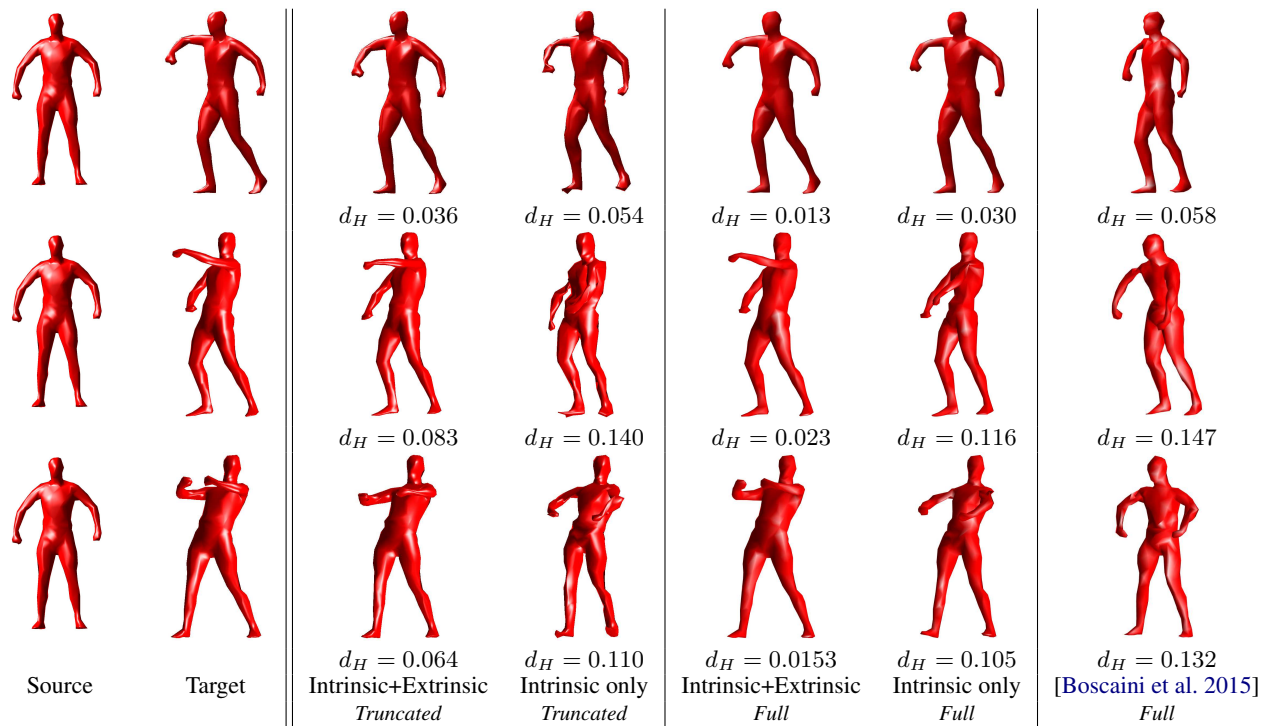 d_H = 0.036 d_H = 0.054 d_H = 0.013 d_H = 0.030 d_H = 0.058
d_H = 0.083 d_H = 0.140 d_H = 0.023 d_H = 0.116 d_H = 0.147
d_H = 0.064 d_H = 0.110 d_H = 0.0153 d_H = 0.105 d_H = 0.132
Source Target Intrinsic+Extrinsic Intrinsic only Intrinsic+Extrinsic Intrinsic only [Boscaini et al. 2015]
Truncated Truncated Full Full Full